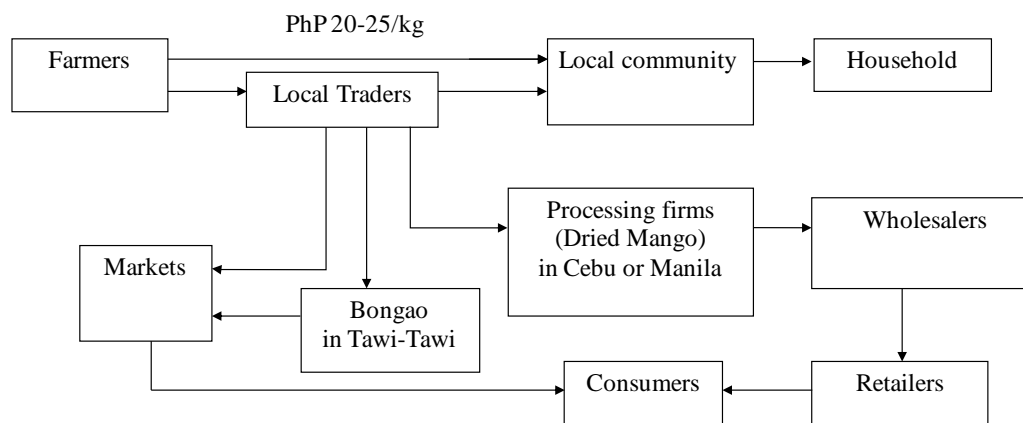 PhP 20-25/kg
Farmers
Local community
Household
Local Traders
Processing firms
(Dried Mango)
in Cebu or Manila
Wholesalers
Markets
Bongao
in Tawi-Tawi
Consumers
Retailers